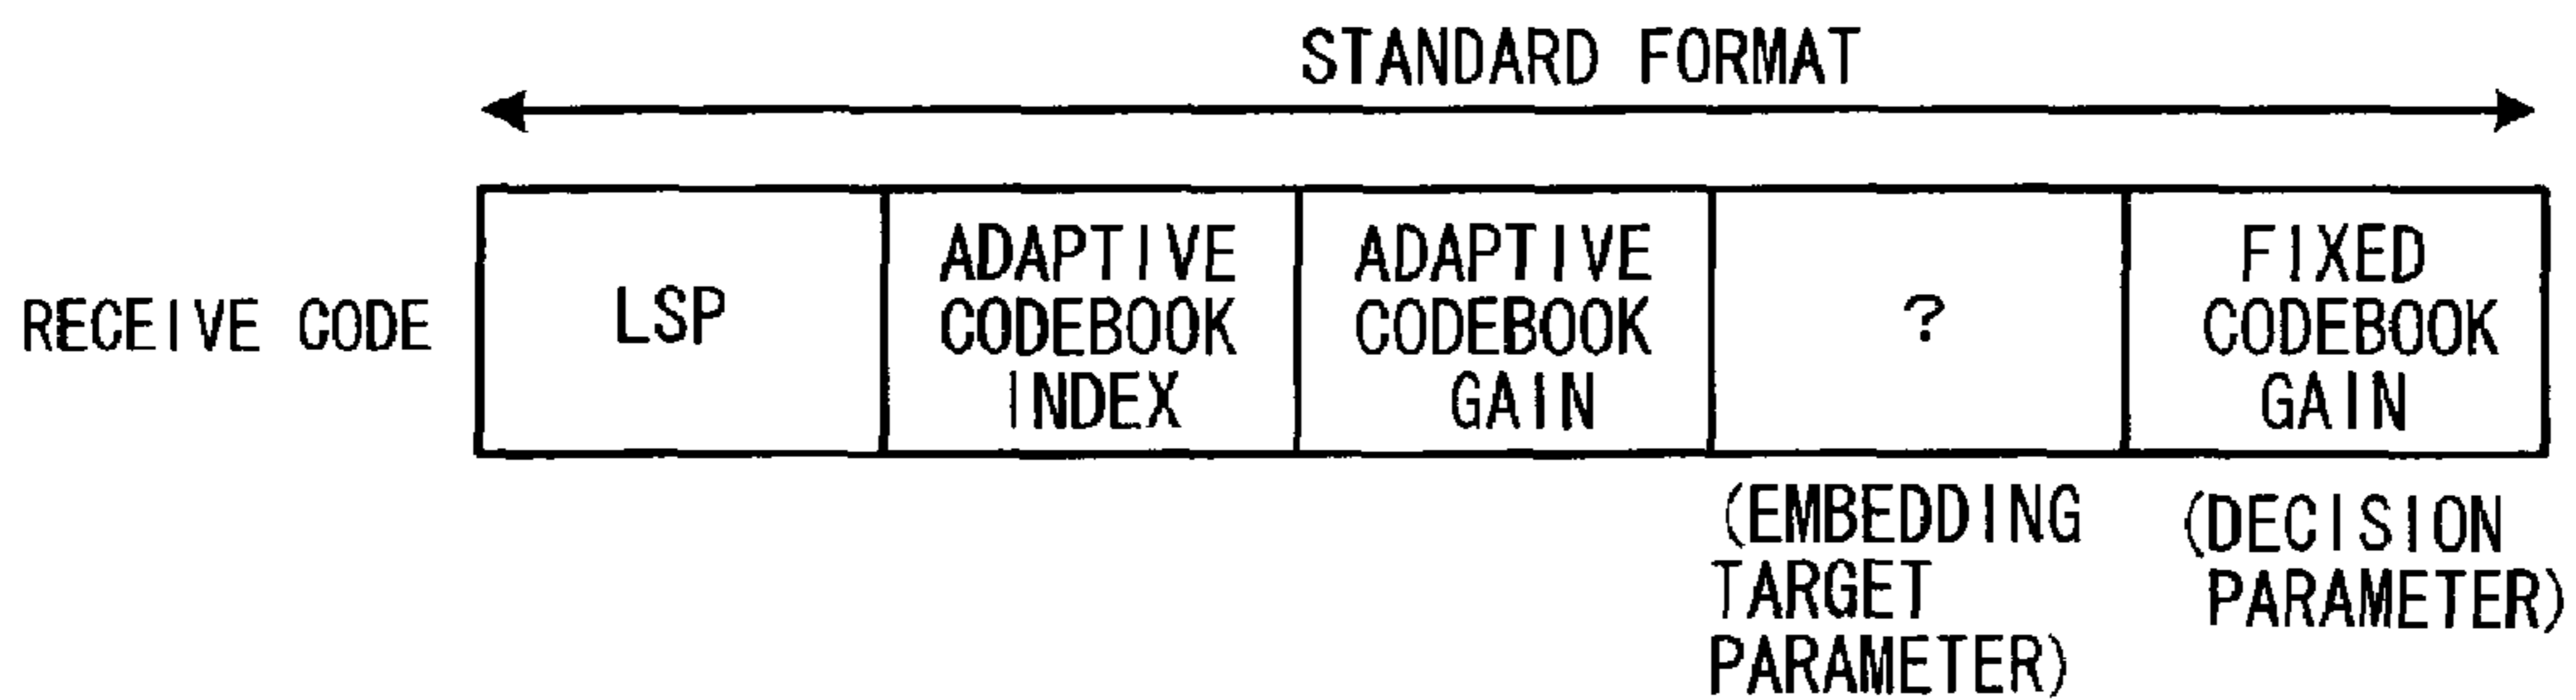 STANDARD FORMAT
RECEIVE CODE
LSP
ADAPTIVE
CODEBOOK
INDEX
ADAPTIVE
CODEBOOK
GAIN
?
FIXED
CODEBOOK
GAIN
(EMBEDDING
TARGET
PARAMETER)
(DECISION
PARAMETER)